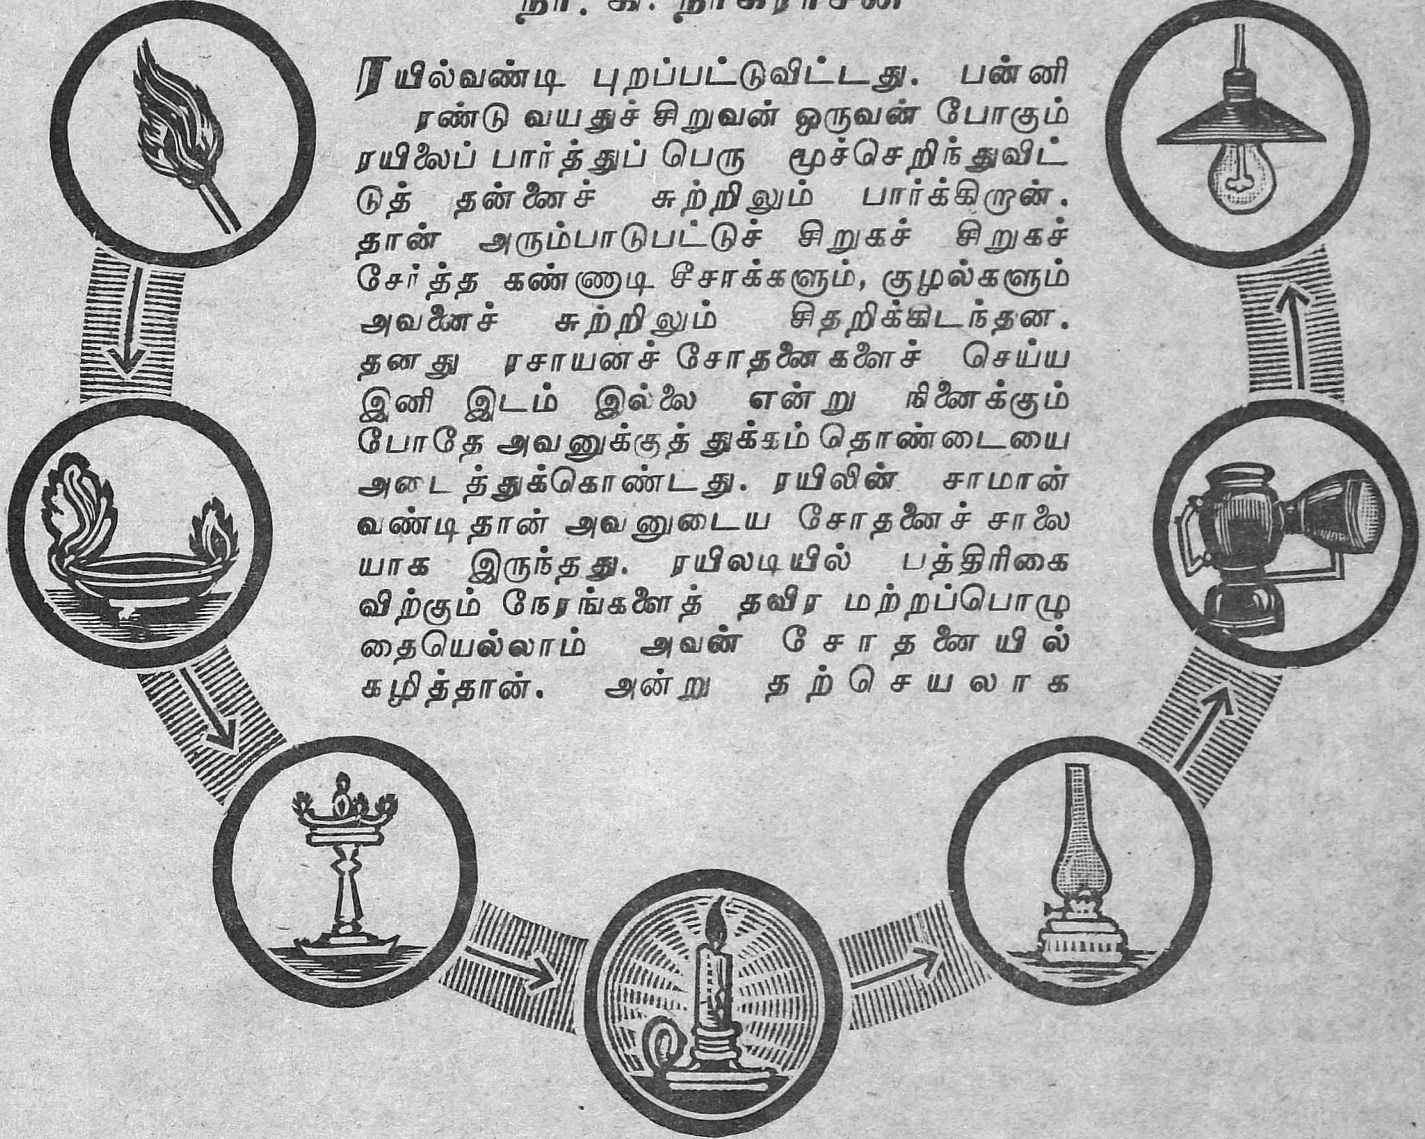 நா. கி. நாகராசன்
ரயில்வண்டி புறப்பட்டுவிட்டது. பன்னி
ரண்டு வயதுச் சிறுவன் ஒருவன் போகும்
ரயிலைப் பார்த்துப் பெரு மூச்செறிந்துவிட்
டுத் தன்னைச் சுற்றிலும் பார்க்கிறான்.
தான் அரும்பாடுபட்டுச் சிறுகச் சிறுகச்
சேர்த்த கண்ணாடி சீசாக்களும், குழல்களும்
அவனைச் சுற்றிலும் சிதறிக்கிடந்தன.
தனது ரசாயனச் சோதனைகளைச் செய்ய
இனி இடம் இல்லை என்று நினைக்கும்
போதே அவனுக்குத் துக்கம் தொண்டையை
அடைத்துக்கொண்டது. ரயிலின் சாமான்
வண்டிதான் அவனுடைய சோதனைச் சாலை
யாக இருந்தது. ரயிலடியில் பத்திரிகை
விற்கும் நேரங்களைத் தவிர மற்றப்பொழு
தையெல்லாம் அவன் சோதனையில்
கழித்தான். அன்று தற்செயலாக